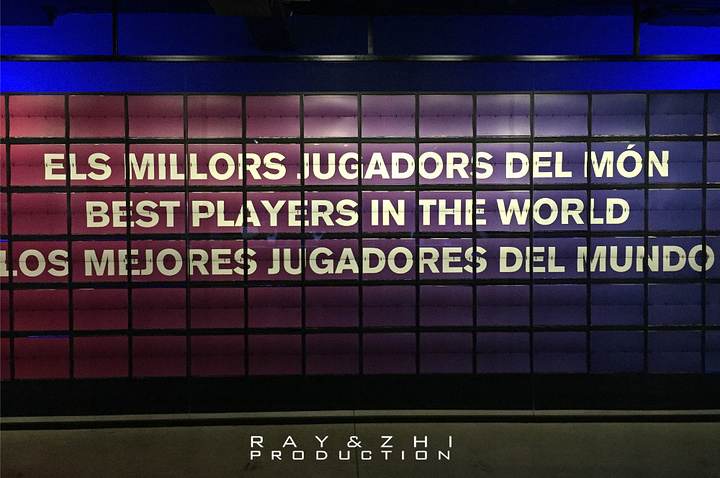 ELS MILLORS JUGADORS DEL MÓN
BEST PLAYERS IN THE WORLD
LOS MEJORES JUGADORES DEL MUNDO
RAY&ZHI
PRODUCTION